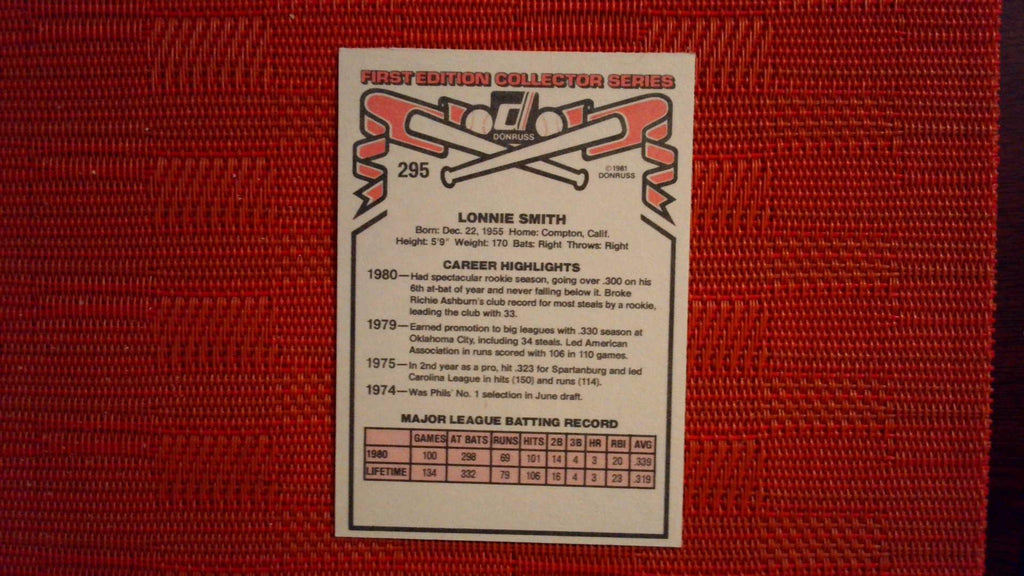 FIRST EDITION COLLECTOR SERIES
d
DONRUSS
295
©1981
DONRUSS
LONNIE SMITH
Born: Dec. 22, 1955 Home: Compton, Calif.
Height: 5'9" Weight: 170 Bats: Right Throws: Right
CAREER HIGHLIGHTS
1980—Had spectacular rookie season, going over .300 on his
6th at-bat of year and never falling below it. Broke
Richie Ashburn's club record for most steals by a rookie,
leading the club with 33.
1979—Earned promotion to big leagues with .330 season at
Oklahoma City, including 34 steals. Led American
Association in runs scored with 106 in 110 games.
1975—In 2nd year as a pro, hit .323 for Spartanburg and led
Carolina League in hits (150) and runs (114).
1974—Was Phils' No. 1 selection in June draft.
MAJOR LEAGUE BATTING RECORD
GAMES AT BATS RUNS HITS 2B 3B HR RBI AVG
1980 100 298 69 101 14 4 3 20 .339
LIFETIME 134 332 79 106 16 4 3 23 .319